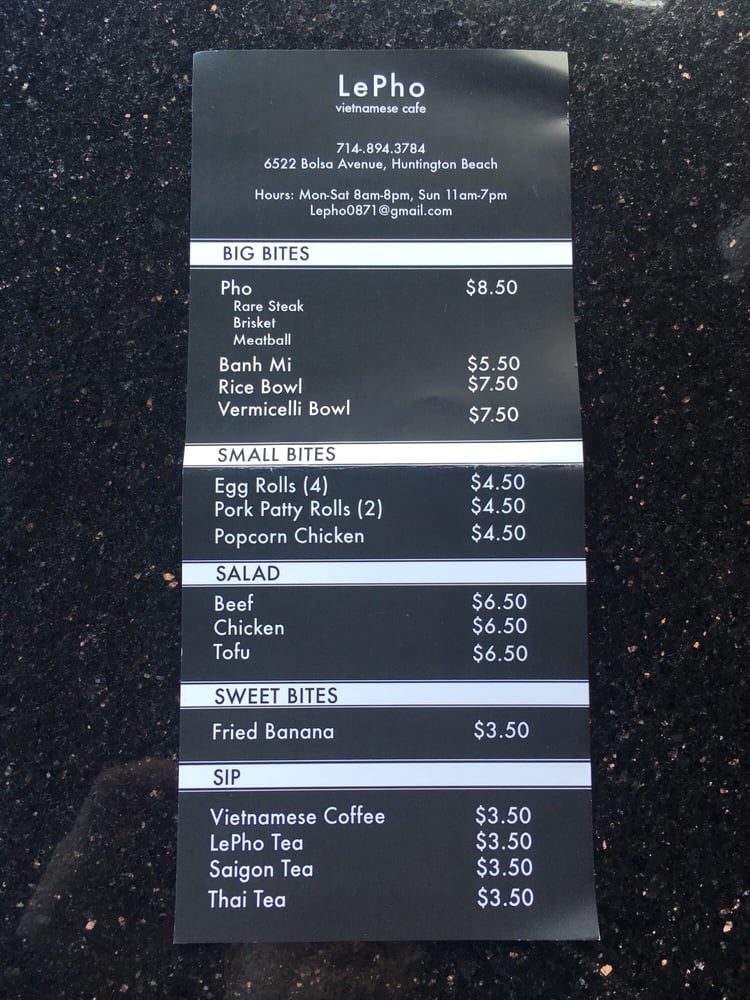 LePho
vietnamese cafe
714-.894.3784
6522 Bolsa Avenue, Huntington Beach
Hours: Mon-Sat 8am-8pm, Sun 11am-7pm
Lepho0871@gmail.com
BIG BITES
Pho $8.50
Rare Steak
Brisket
Meatball
Banh Mi $5.50
Rice Bowl $7.50
Vermicelli Bowl $7.50
SMALL BITES
Egg Rolls (4) $4.50
Pork Patty Rolls (2) $4.50
Popcorn Chicken $4.50
SALAD
Beef $6.50
Chicken $6.50
Tofu $6.50
SWEET BITES
Fried Banana $3.50
SIP
Vietnamese Coffee $3.50
LePho Tea $3.50
Saigon Tea $3.50
Thai Tea $3.50